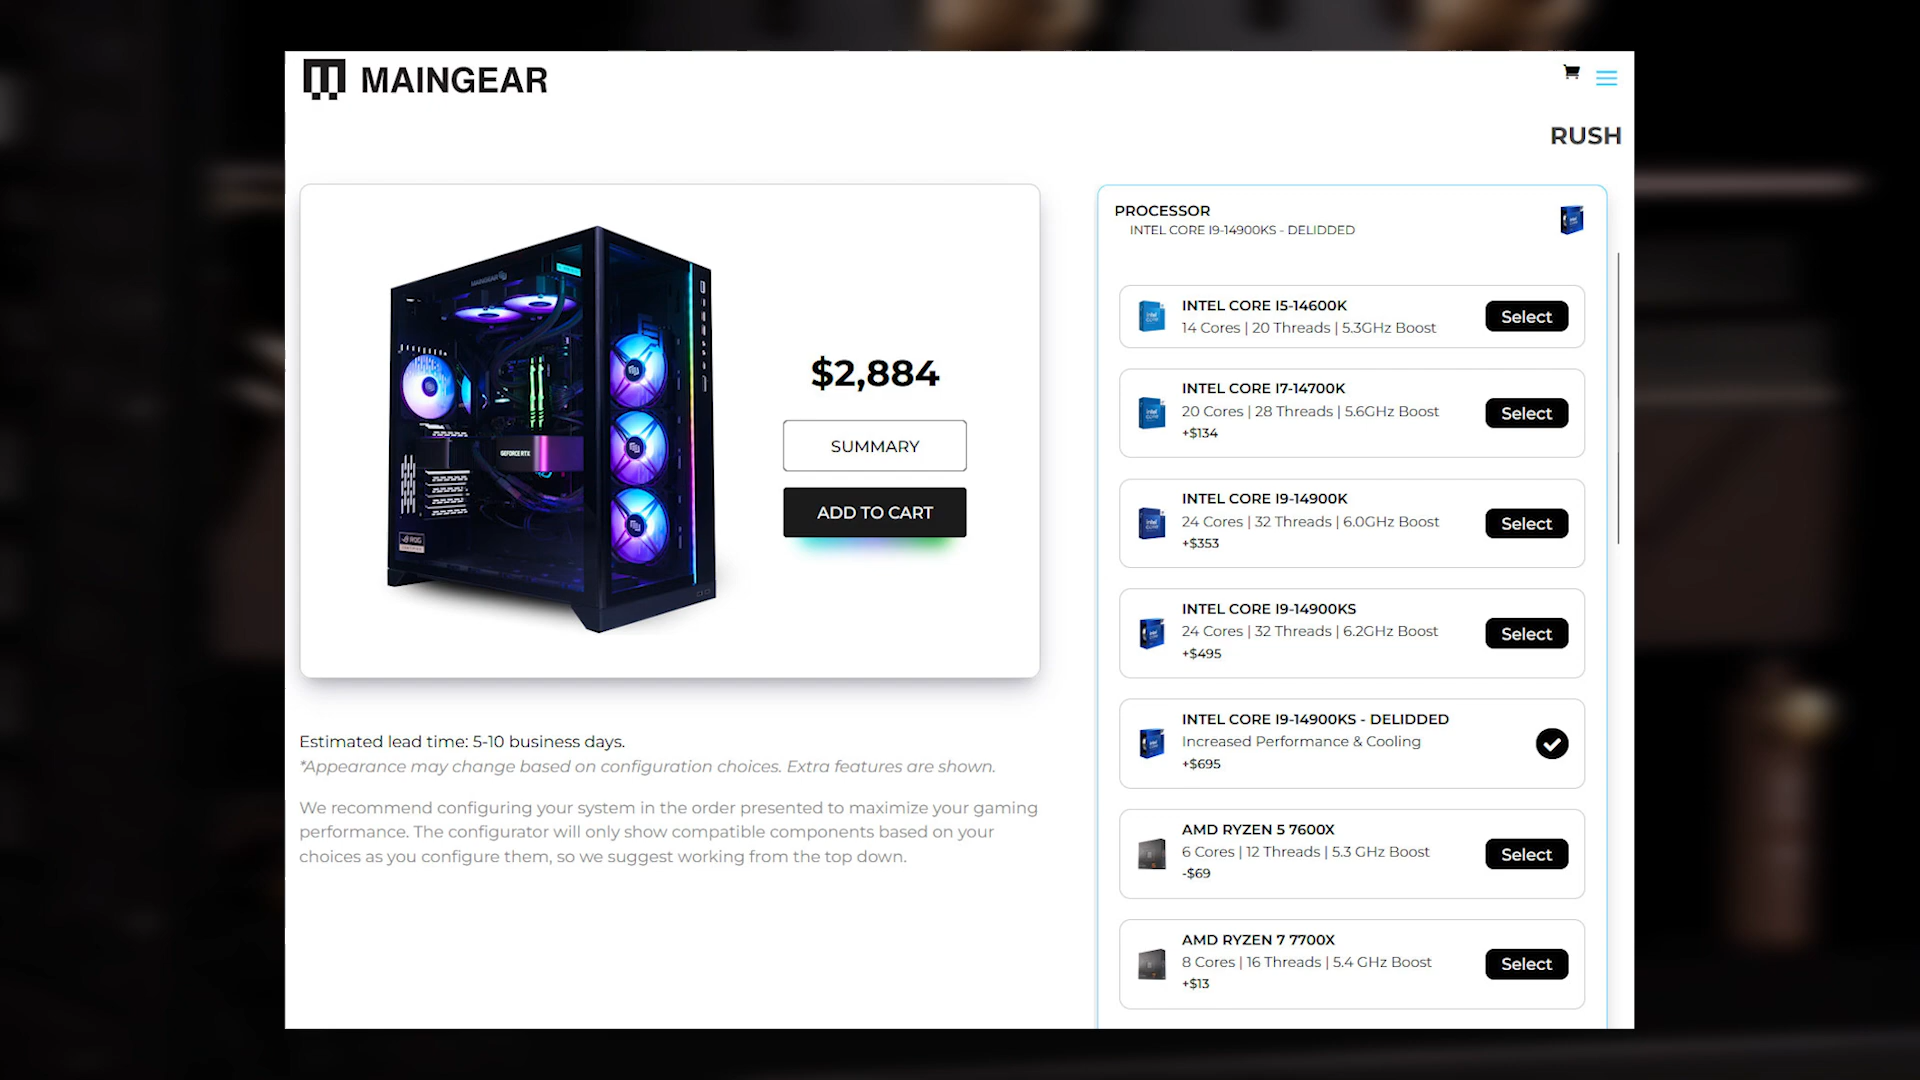 MAINGEAR
RUSH
MAINGEAR
GEFORCE RTX
ROG
$2,884
SUMMARY
ADD TO CART
Estimated lead time: 5-10 business days.
*Appearance may change based on configuration choices. Extra features are shown.
We recommend configuring your system in the order presented to maximize your gaming
performance. The configurator will only show compatible components based on your
choices as you configure them, so we suggest working from the top down.
PROCESSOR
INTEL CORE I9-14900KS - DELIDDED
INTEL CORE I5-14600K
14 Cores | 20 Threads | 5.3GHz Boost
Select
INTEL CORE I7-14700K
20 Cores | 28 Threads | 5.6GHz Boost
+$134
Select
INTEL CORE I9-14900K
24 Cores | 32 Threads | 6.0GHz Boost
+$353
Select
INTEL CORE I9-14900KS
24 Cores | 32 Threads | 6.2GHz Boost
+$495
Select
INTEL CORE I9-14900KS - DELIDDED
Increased Performance & Cooling
+$695
AMD RYZEN 5 7600X
6 Cores | 12 Threads | 5.3 GHz Boost
-$69
Select
AMD RYZEN 7 7700X
8 Cores | 16 Threads | 5.4 GHz Boost
+$13
Select